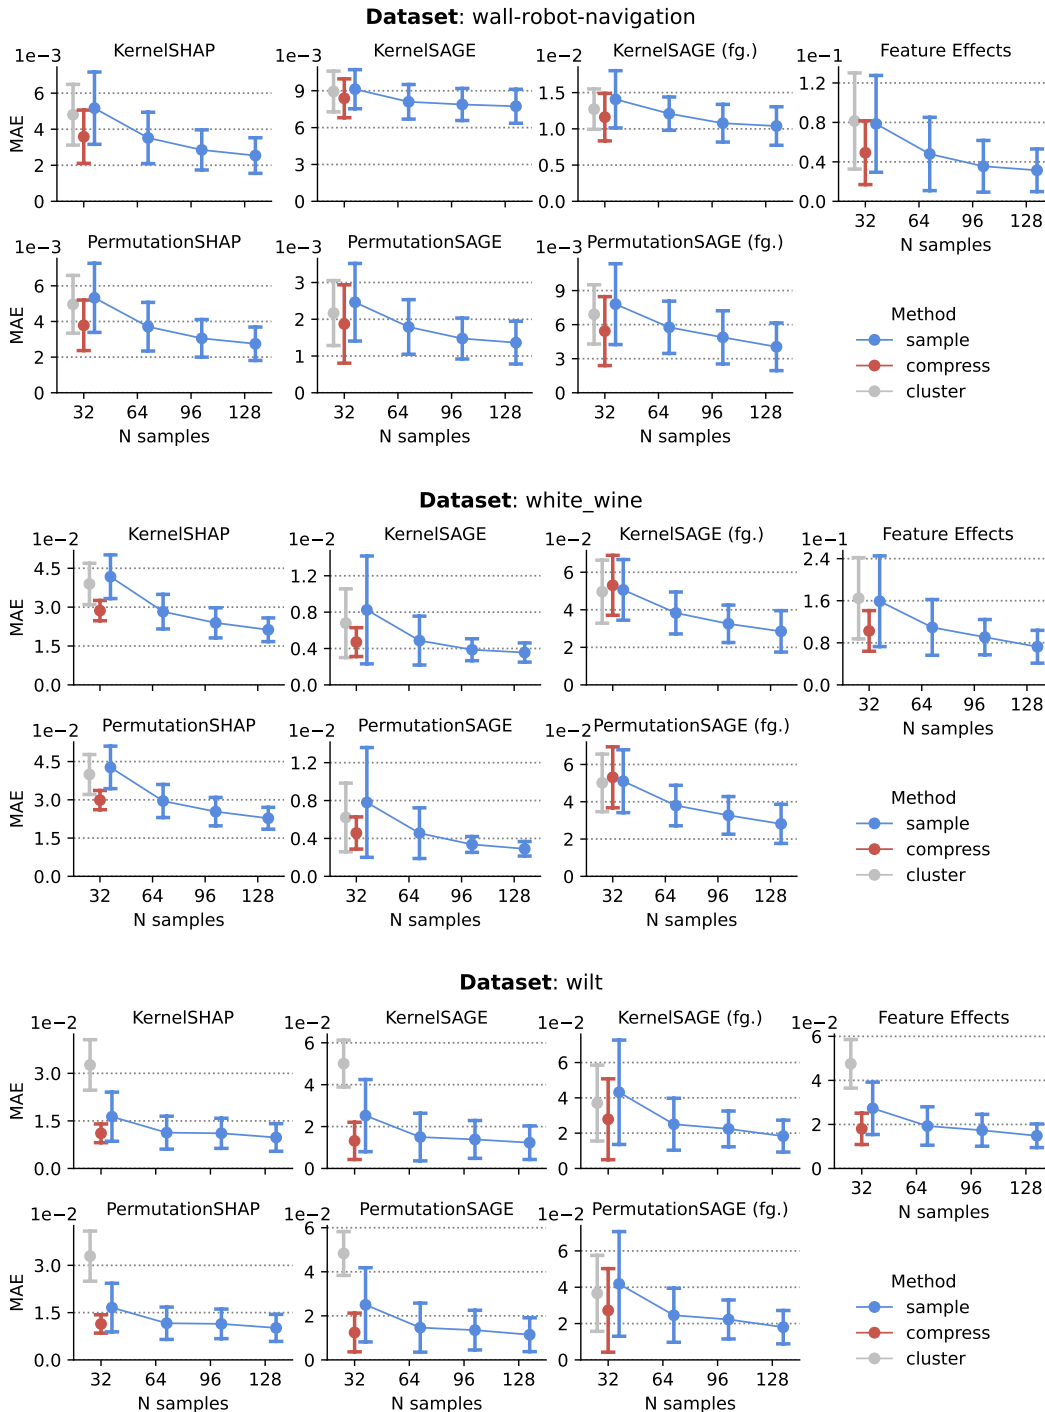 Dataset: wall-robot-navigation
KernelSHAP
KernelSAGE
KernelSAGE (fg.)
Feature Effects
1e−3
1e−3
1e−2
1e−1
MAE
6
4
2
0
9
6
3
0
1.5
1.0
0.5
0.0
1.2
0.8
0.4
0.0
32 64 96 128
N samples
PermutationSHAP
PermutationSAGE
PermutationSAGE (fg.)
1e−3
1e−3
1e−3
MAE
6
4
2
0
3
2
1
0
9
6
3
0
32 64 96 128
32 64 96 128
32 64 96 128
N samples
N samples
N samples
Method
sample
compress
cluster
Dataset: white_wine
KernelSHAP
KernelSAGE
KernelSAGE (fg.)
Feature Effects
1e−2
1e−2
1e−2
1e−1
MAE
4.5
3.0
1.5
0.0
1.2
0.8
0.4
0.0
6
4
2
0
2.4
1.6
0.8
0.0
32 64 96 128
N samples
PermutationSHAP
PermutationSAGE
PermutationSAGE (fg.)
1e−2
1e−2
1e−2
MAE
4.5
3.0
1.5
0.0
1.2
0.8
0.4
0.0
6
4
2
0
32 64 96 128
32 64 96 128
32 64 96 128
N samples
N samples
N samples
Method
sample
compress
cluster
Dataset: wilt
KernelSHAP
KernelSAGE
KernelSAGE (fg.)
Feature Effects
1e−2
1e−2
1e−2
1e−2
MAE
3.0
1.5
0.0
6
4
2
0
6
4
2
0
6
4
2
0
32 64 96 128
N samples
PermutationSHAP
PermutationSAGE
PermutationSAGE (fg.)
1e−2
1e−2
1e−2
MAE
3.0
1.5
0.0
6
4
2
0
6
4
2
0
32 64 96 128
32 64 96 128
32 64 96 128
N samples
N samples
N samples
Method
sample
compress
cluster